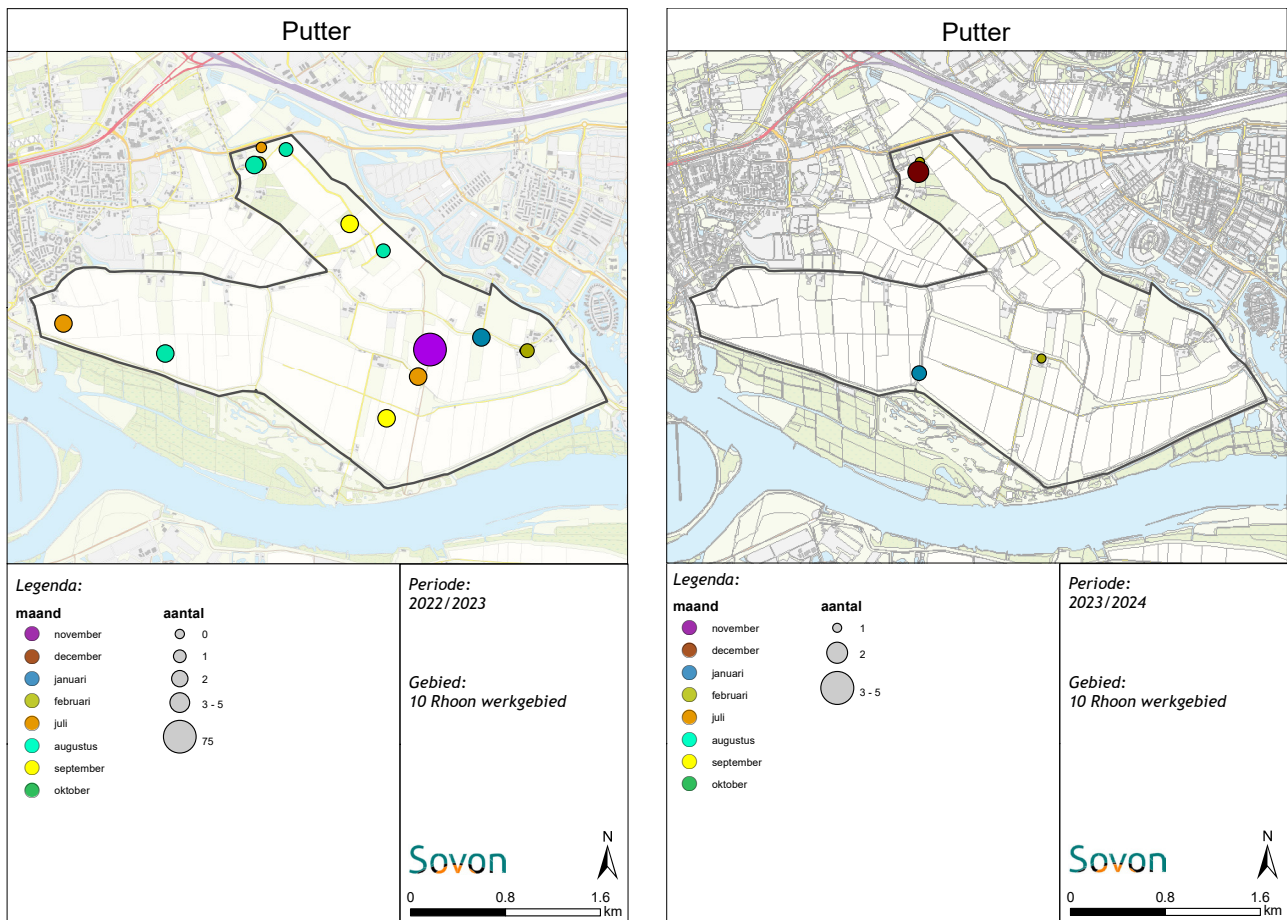 Putter
Legenda:
maand
aantal
november
december
januari
februari
juli
augustus
september
oktober
0
1
2
3 - 5
75
Periode:
2022/2023
Gebied:
10 Rhoon werkgebied
N
Sovon
0 0.8 1.6
km
Putter
Legenda:
maand
aantal
november
december
januari
februari
juli
augustus
september
oktober
1
2
3 - 5
Periode:
2023/2024
Gebied:
10 Rhoon werkgebied
N
Sovon
0 0.8 1.6
km